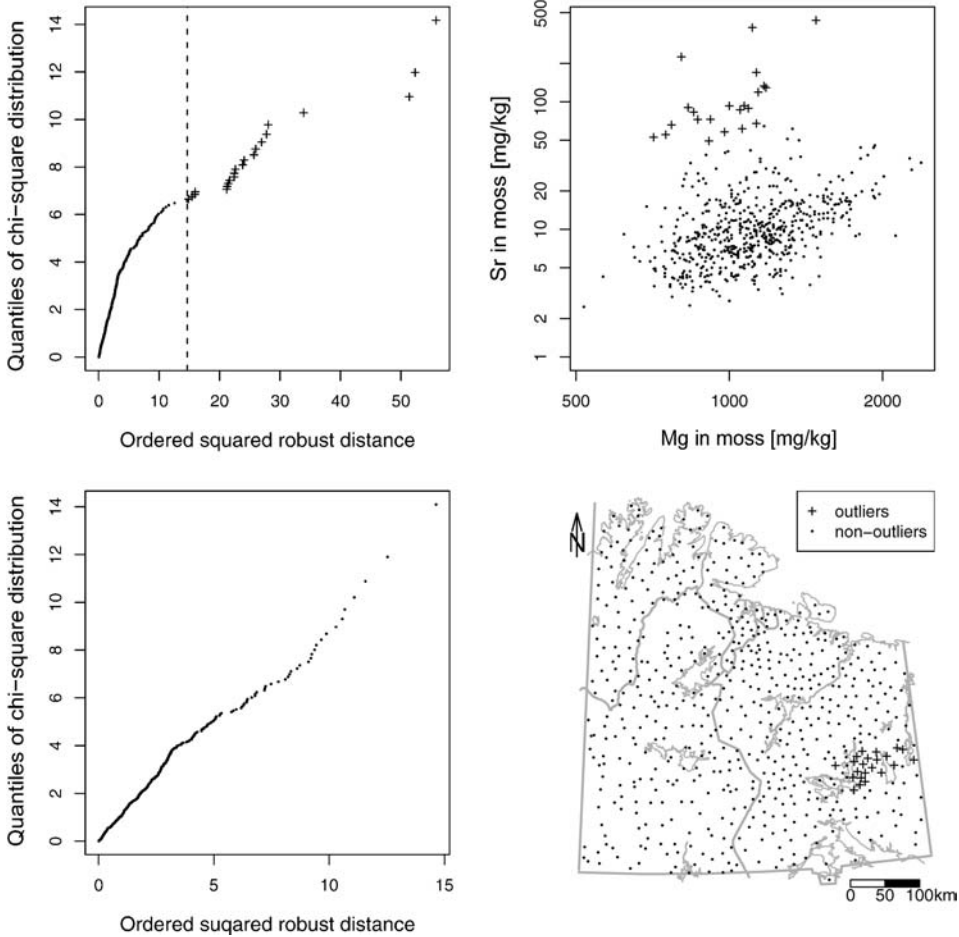 Quantiles of chi-square distribution
14
12
10
8
6
4
2
0
0 10 20 30 40 50
Ordered squared robust distance
Sr in moss [mg/kg]
500
100
50
20
10
5
2
1
500 1000 2000
Mg in moss [mg/kg]
Quantiles of chi-square distribution
14
12
10
8
6
4
2
0
0 5 10 15
Ordered suqared robust distance
N
+ outliers
· non-outliers
0 50 100km